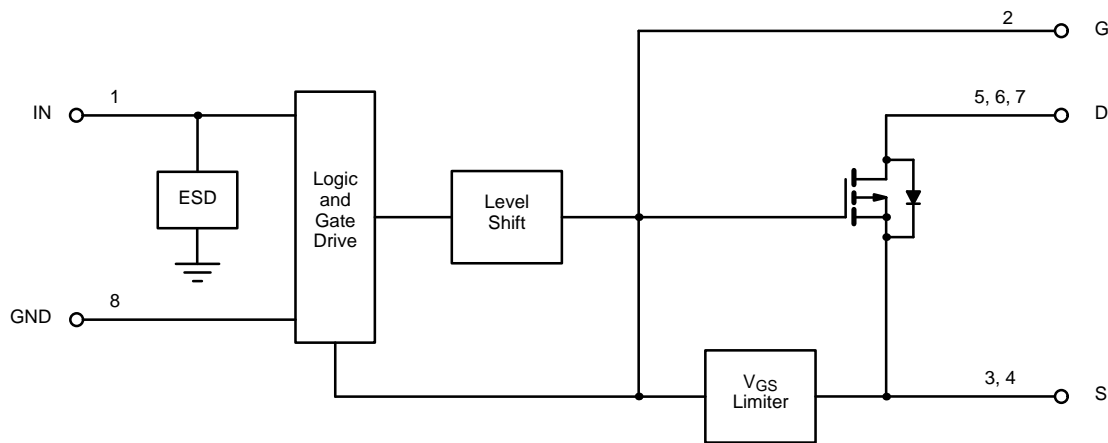 2
G
IN
1
5, 6, 7
D
ESD
Logic
and
Gate
Drive
Level
Shift
GND
8
VGS
Limiter
3, 4
S